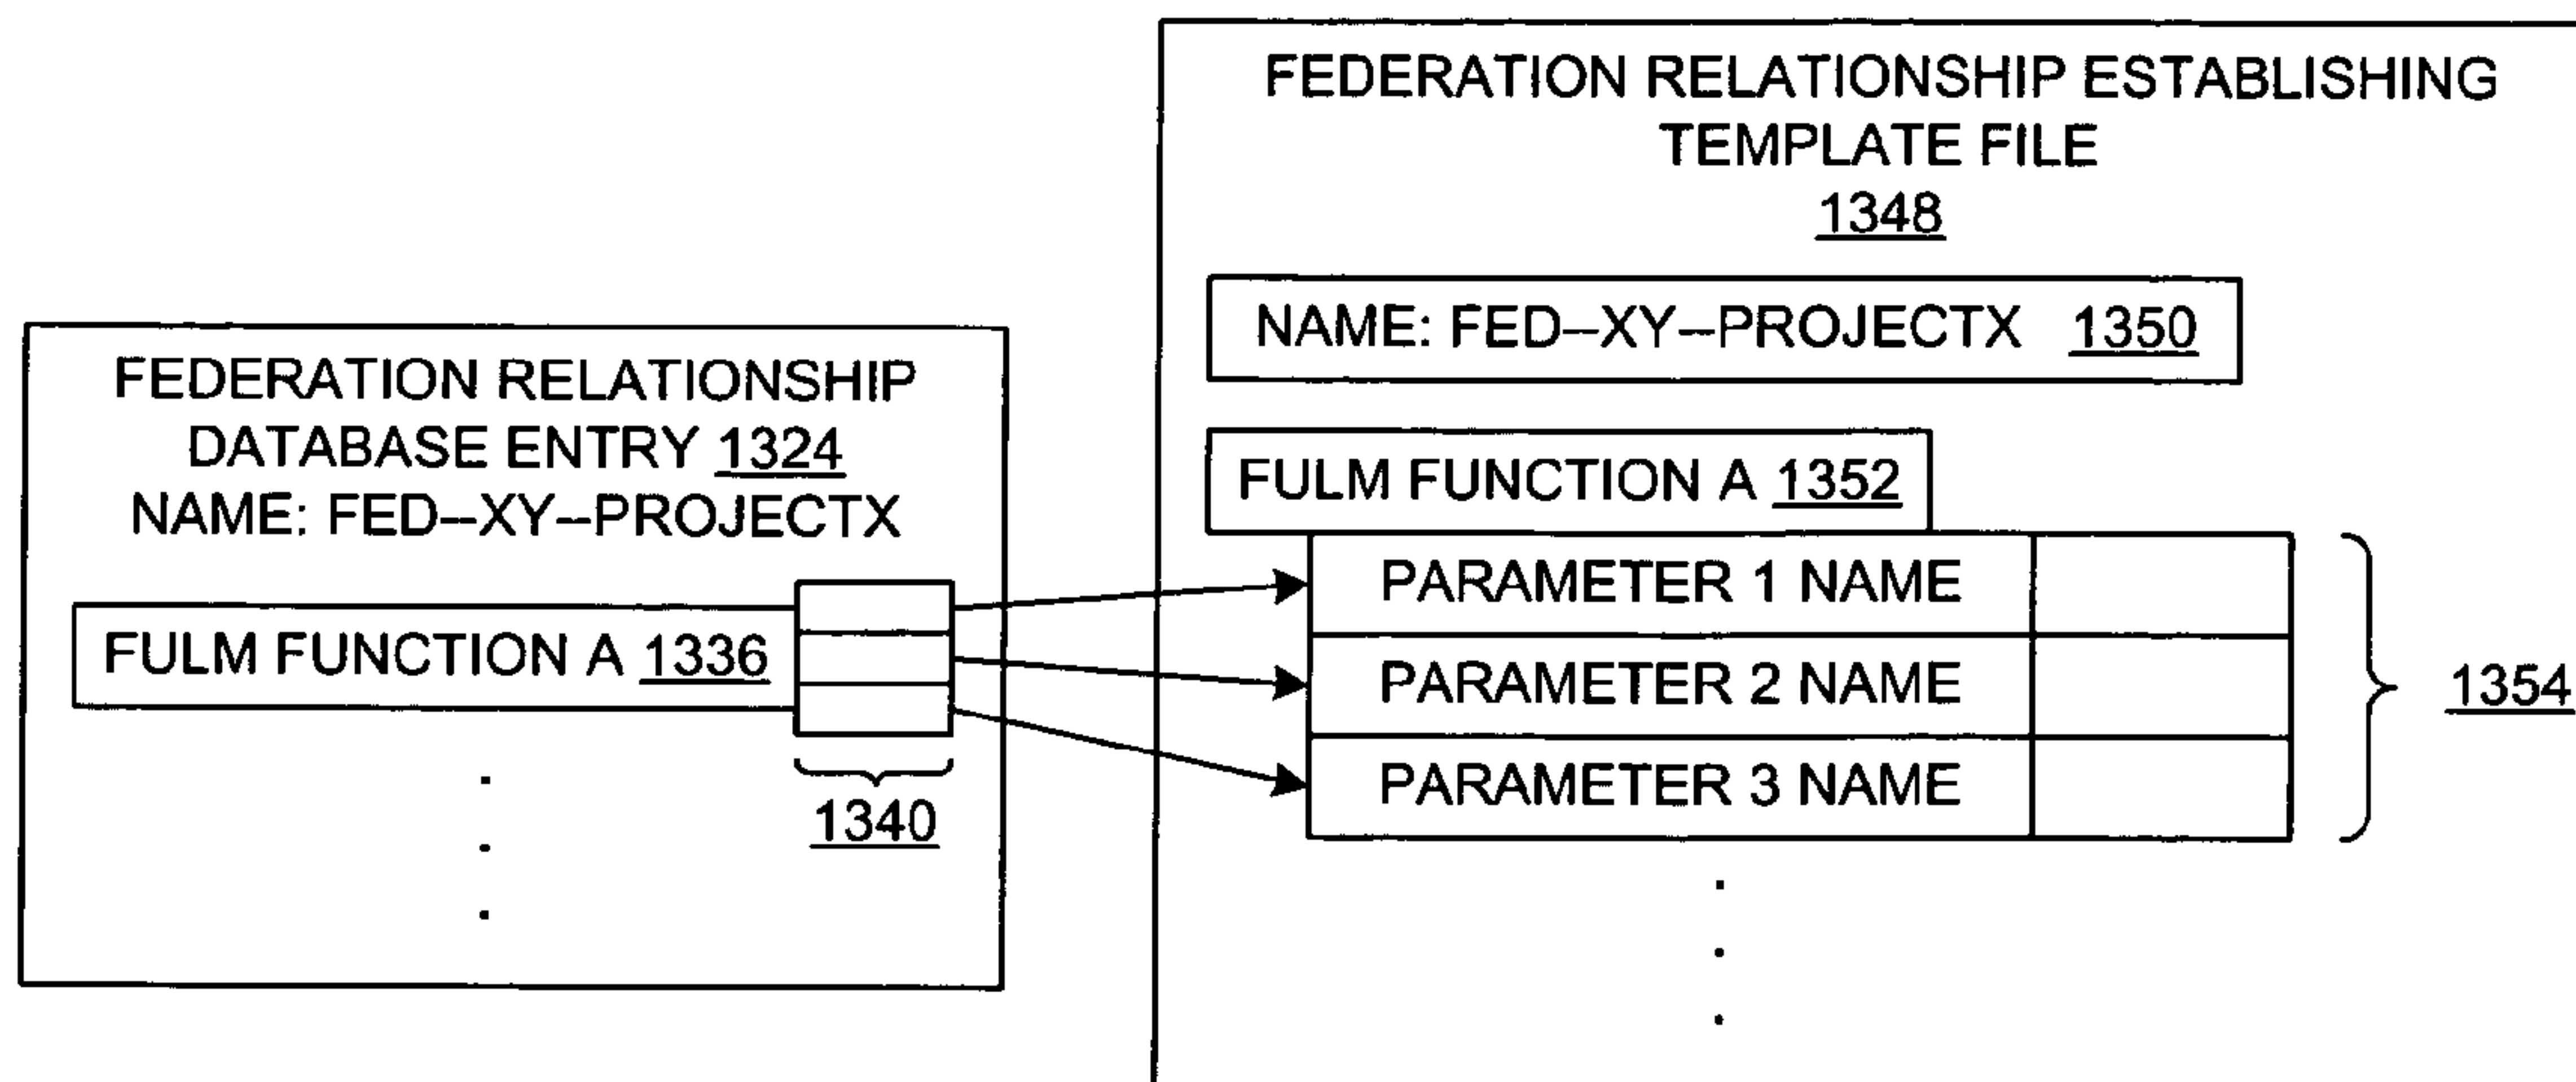 FEDERATION RELATIONSHIP ESTABLISHING
TEMPLATE FILE
1348
NAME: FED--XY--PROJECTX 1350
FULM FUNCTION A 1352
PARAMETER 1 NAME
PARAMETER 2 NAME
PARAMETER 3 NAME
1354
FEDERATION RELATIONSHIP
DATABASE ENTRY 1324
NAME: FED--XY--PROJECTX
FULM FUNCTION A 1336
1340